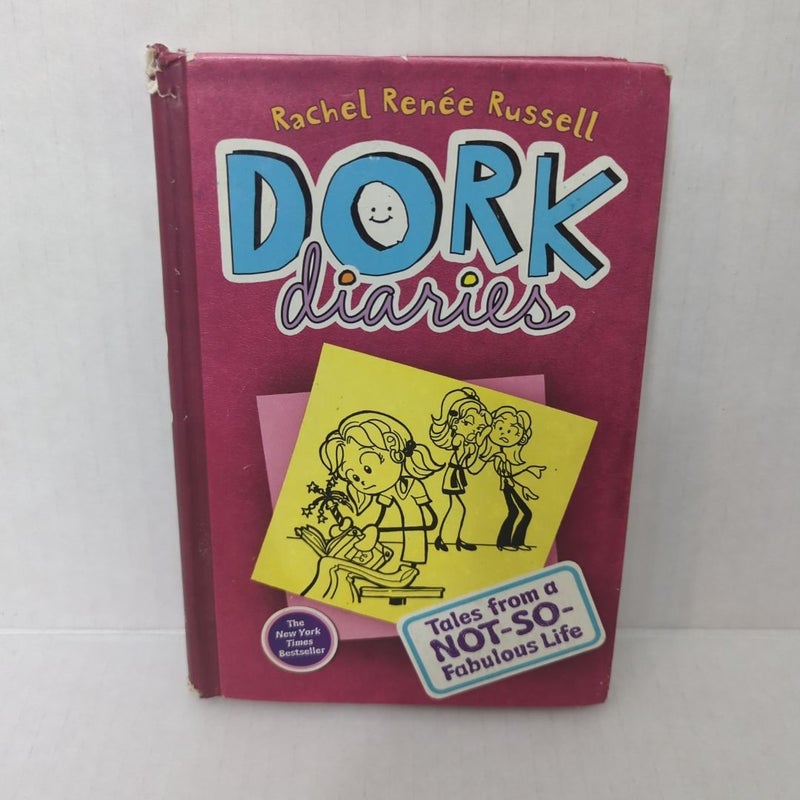 Rachel Renée Russell
DORK
diaries
Tales from a
NOT-SO-
Fabulous Life
The
New York
Times
Bestseller